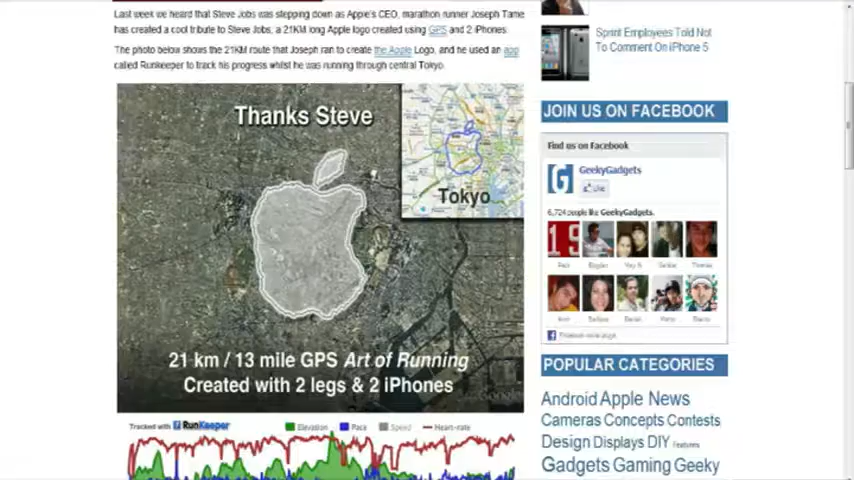 Last week we heard that Steve Jobs was stepping down as Apple's CEO, marathon runner Joseph Tame
has created a cool tribute to Steve Jobs, a 21KM long Apple logo created using GPS and 2 iPhones.
The photo below shows the 21KM route that Joseph ran to create the Apple Logo, and he used an app
called Runkeeper to track his progress whilst he was running through central Tokyo.
Thanks Steve
Tokyo
21 km / 13 mile GPS Art of Running
Created with 2 legs & 2 iPhones
Tracked with RunKeeper
Elevation Pace Speed Heart-rate
Sprint Employees Told Not
To Comment On iPhone 5
JOIN US ON FACEBOOK
Find us on Facebook
GeekyGadgets
Like
6,724 people like GeekyGadgets.
POPULAR CATEGORIES
Android Apple News
Cameras Concepts Contests
Design Displays DIY Features
Gadgets Gaming Geeky